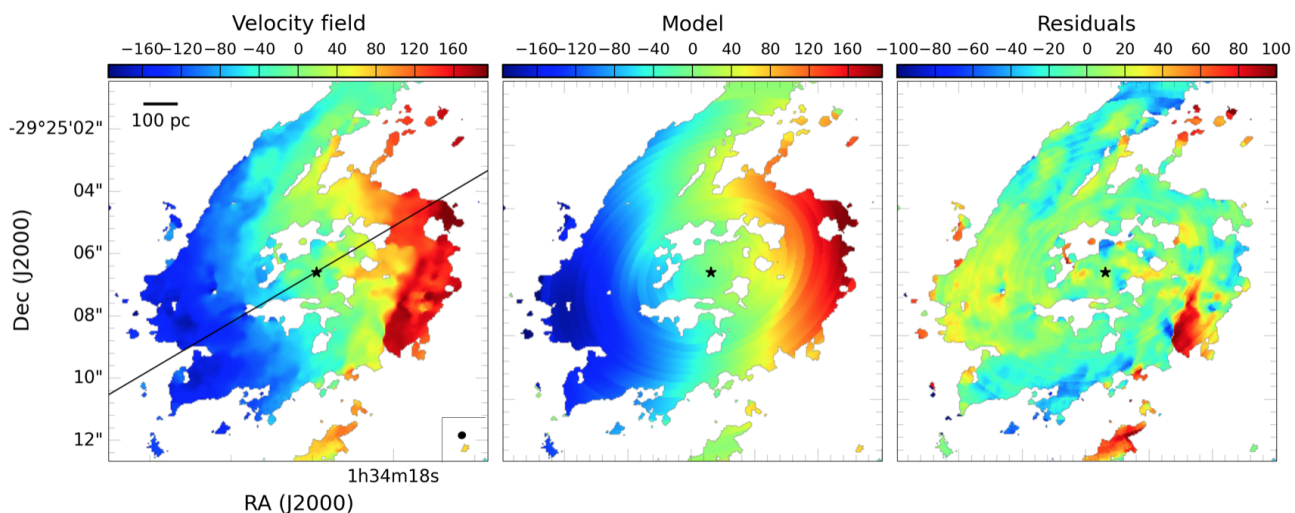 Velocity field Model Residuals
−160 −120 −80 −40 0 40 80 120 160 −160 −120 −80 −40 0 40 80 120 160 −100 −80 −60 −40 −20 0 20 40 60 80 100
100 pc
-29°25'02"
04"
06"
08"
10"
12"
Dec (J2000)
1h34m18s
RA (J2000)